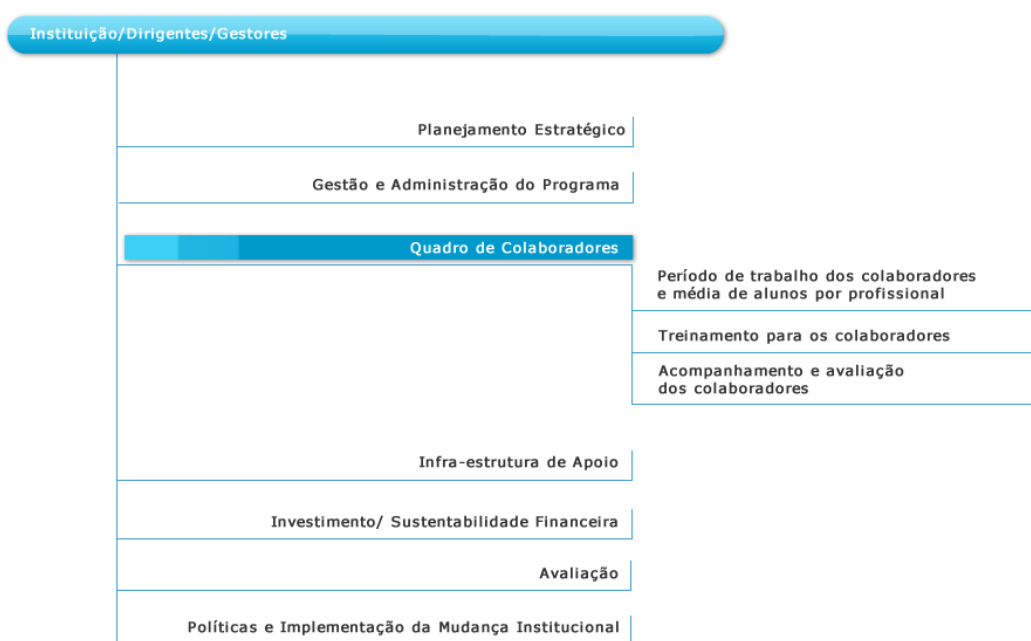 Instituição/Dirigentes/Gestores
Planejamento Estratégico
Gestão e Administração do Programa
Quadro de Colaboradores
Período de trabalho dos colaboradores
e média de alunos por profissional
Treinamento para os colaboradores
Acompanhamento e avaliação
dos colaboradores
Infra-estrutura de Apoio
Investimento/ Sustentabilidade Financeira
Avaliação
Políticas e Implementação da Mudança Institucional